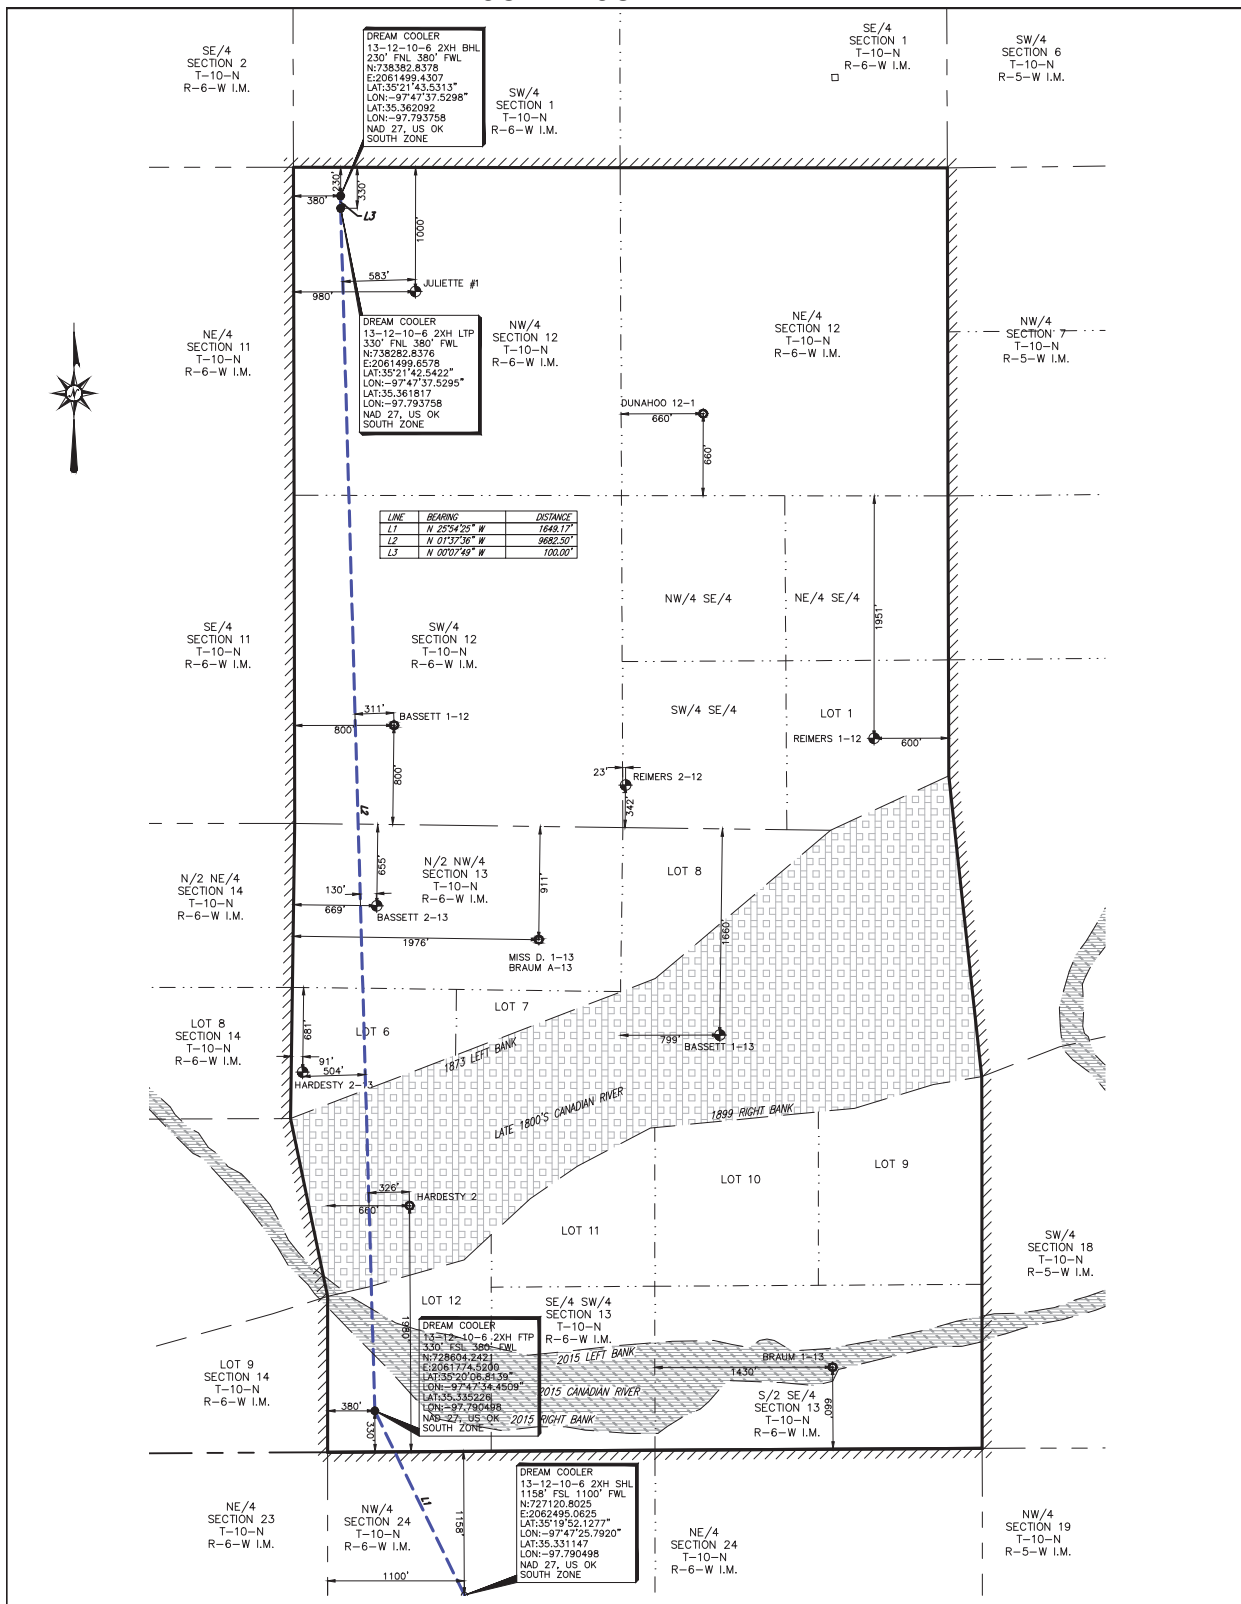 SE/4
SECTION 2
T-10-N
R-6-W I.M.
DREAM COOLER
13-12-10-6 2XH BHL
230' FNL 380' FWL
N:738382.8378
E:2061499.4307
LAT:35°21'43.5313"
LON:-97°47'37.5298"
LAT:35.362092
LON:-97.793758
NAD 27, US OK
SOUTH ZONE
SW/4
SECTION 1
T-10-N
R-6-W I.M.
SE/4
SECTION 1
T-10-N
R-6-W I.M.
SW/4
SECTION 6
T-10-N
R-5-W I.M.
230'
330'
380'
L3
1000'
583'
JULIETTE #1
980'
NE/4
SECTION 11
T-10-N
R-6-W I.M.
DREAM COOLER
13-12-10-6 2XH LTP
330' FNL 380' FWL
N:738282.8376
E:2061499.6578
LAT:35°21'42.5422"
LON:-97°47'37.5295"
LAT:35.361817
LON:-97.793758
NAD 27, US OK
SOUTH ZONE
NW/4
SECTION 12
T-10-N
R-6-W I.M.
NE/4
SECTION 12
T-10-N
R-6-W I.M.
NW/4
SECTION 7
T-10-N
R-5-W I.M.
N
DUNAHOO 12-1
660'
660'
LINE BEARING DISTANCE
L1 N 25°54'25" W 1649.17'
L2 N 01°37'36" W 9682.50'
L3 N 00°07'49" W 100.00'
NW/4 SE/4
NE/4 SE/4
1951'
SE/4
SECTION 11
T-10-N
R-6-W I.M.
SW/4
SECTION 12
T-10-N
R-6-W I.M.
SW/4 SE/4
LOT 1
311'
BASSETT 1-12
800'
800'
REIMERS 1-12
600'
23'
REIMERS 2-12
342'
L2
N/2 NE/4
SECTION 14
T-10-N
R-6-W I.M.
655'
N/2 NW/4
SECTION 13
T-10-N
R-6-W I.M.
130'
669'
BASSETT 2-13
911'
LOT 8
1660'
1976'
MISS D. 1-13
BRAUM A-13
LOT 8
SECTION 14
T-10-N
R-6-W I.M.
681'
LOT 6
LOT 7
91'
504'
HARDESTY 2-13
1873 LEFT BANK
799'
BASSETT 1-13
LATE 1800'S CANADIAN RIVER
1899 RIGHT BANK
LOT 10
LOT 9
326'
HARDESTY 2
660'
LOT 11
SW/4
SECTION 18
T-10-N
R-5-W I.M.
LOT 12
1980'
SE/4 SW/4
SECTION 13
T-10-N
R-6-W I.M.
DREAM COOLER
13-12-10-6 2XH FTP
330' FSL 380' FWL
N:728604.2421
E:2061774.5200
LAT:35°20'06.8139"
LON:-97°47'34.4509"
LAT:35.335226
LON:-97.790498
NAD 27, US OK
SOUTH ZONE
2015 LEFT BANK
BRAUM 1-13
1430'
660'
2015 CANADIAN RIVER
2015 RIGHT BANK
S/2 SE/4
SECTION 13
T-10-N
R-6-W I.M.
LOT 9
SECTION 14
T-10-N
R-6-W I.M.
380'
330'
NE/4
SECTION 23
T-10-N
R-6-W I.M.
NW/4
SECTION 24
T-10-N
R-6-W I.M.
L1
1158'
1100'
DREAM COOLER
13-12-10-6 2XH SHL
1158' FSL 1100' FWL
N:727120.8025
E:2062495.0625
LAT:35°19'52.1277"
LON:-97°47'25.7920"
LAT:35.331147
LON:-97.790498
NAD 27, US OK
SOUTH ZONE
NE/4
SECTION 24
T-10-N
R-6-W I.M.
NW/4
SECTION 19
T-10-N
R-5-W I.M.